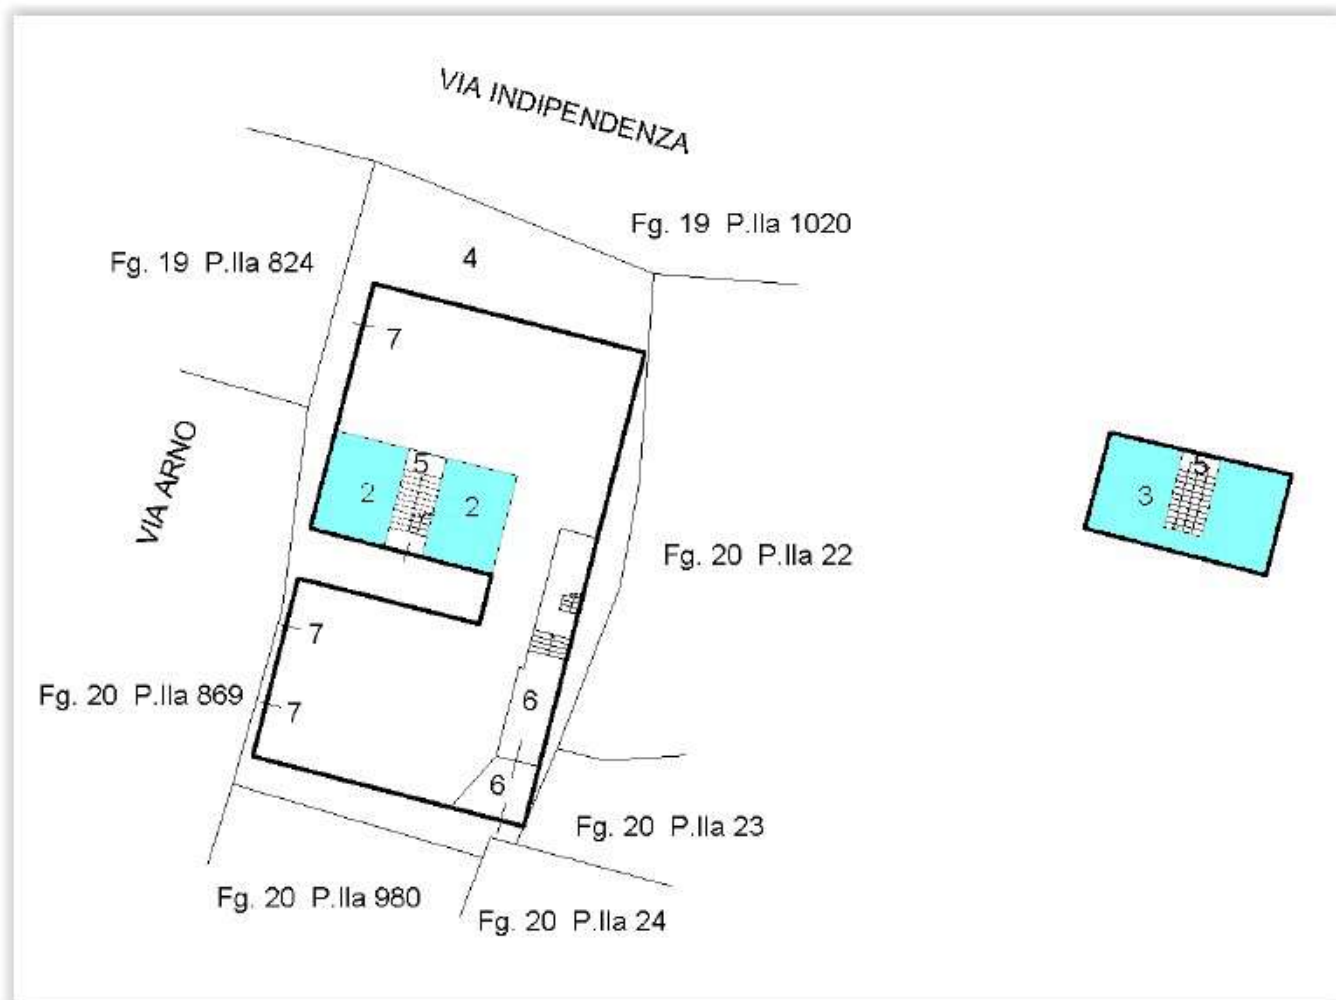 VIA INDIPENDENZA
Fg. 19 P.lla 1020
Fg. 19 P.lla 824
4
7
VIA ARNO
5
2
2
5
3
Fg. 20 P.lla 22
7
Fg. 20 P.lla 869
7
6
6
Fg. 20 P.lla 23
Fg. 20 P.lla 980
Fg. 20 P.lla 24